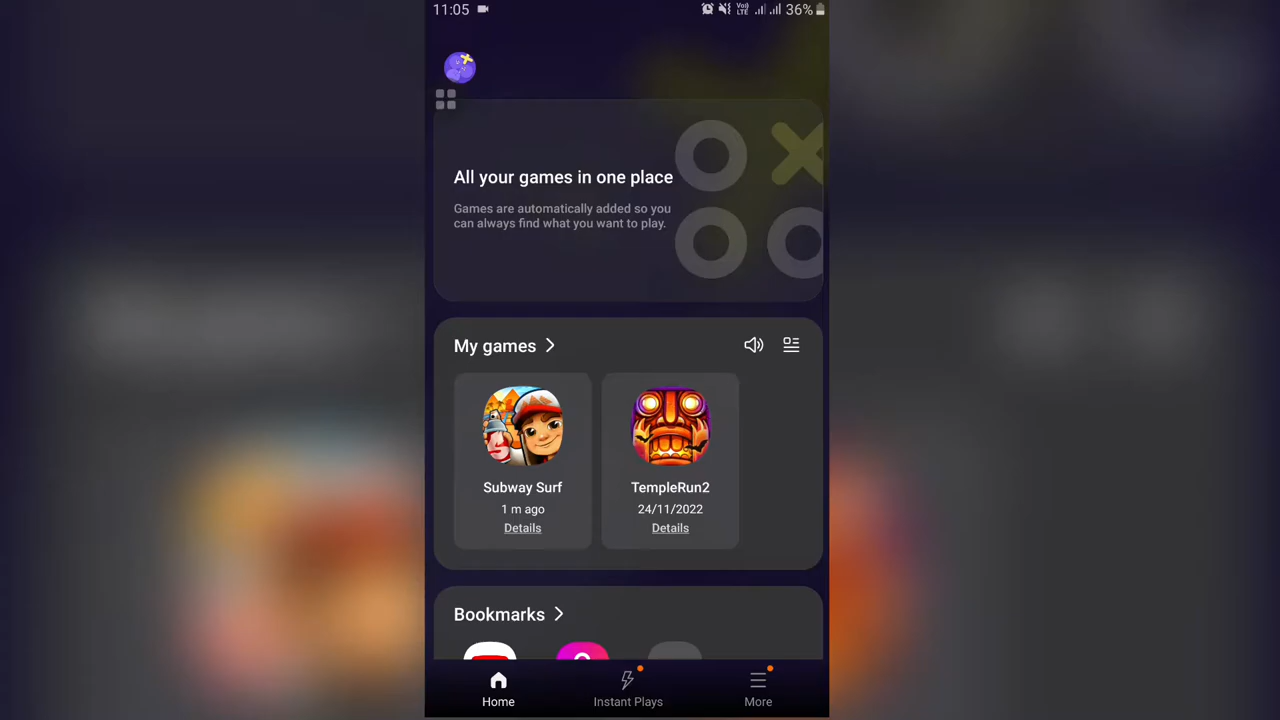 11:05
Vo)
LTE
36%
All your games in one place
Games are automatically added so you
can always find what you want to play.
My games
Subway Surf
1 m ago
Details
TempleRun2
24/11/2022
Details
Bookmarks
Home
Instant Plays
More